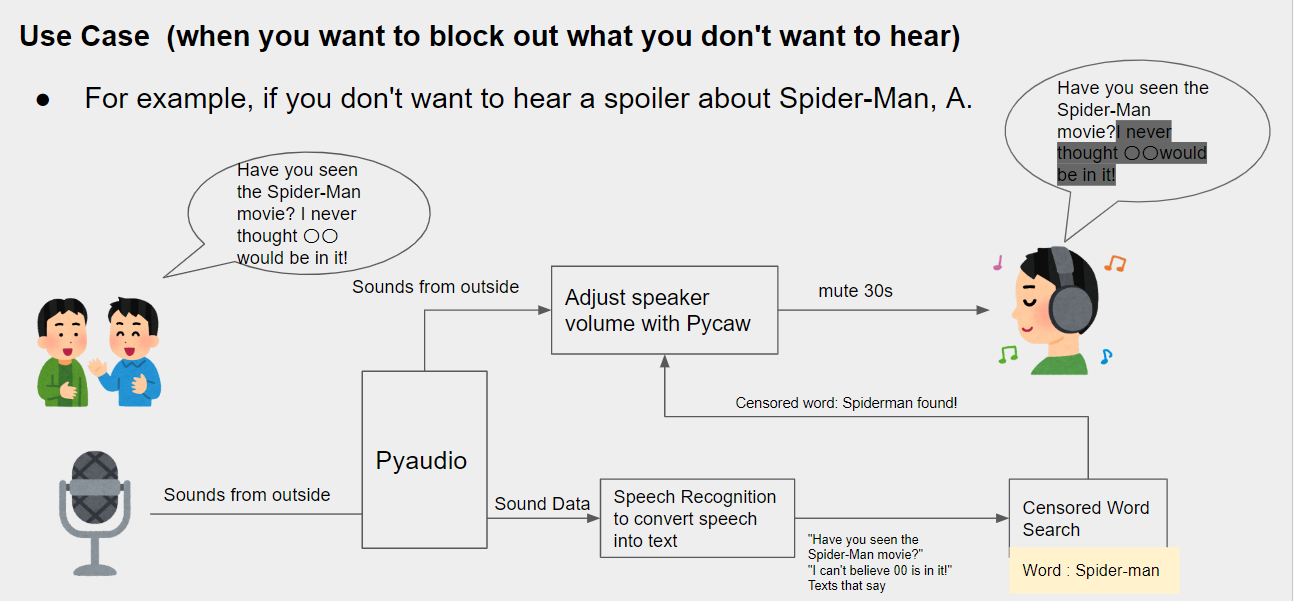 Use Case (when you want to block out what you don't want to hear)
● For example, if you don't want to hear a spoiler about Spider-Man, A.
Have you seen the
Spider-Man
movie?I never
thought 〇〇would
be in it!
Have you seen
the Spider-Man
movie? I never
thought 〇〇
would be in it!
Sounds from outside
Adjust speaker
volume with Pycaw
mute 30s
Censored word: Spiderman found!
Pyaudio
Sounds from outside
Sound Data
Speech Recognition
to convert speech
into text
"Have you seen the
Spider-Man movie?"
"I can't believe 00 is in it!"
Texts that say
Censored Word
Search
Word : Spider-man